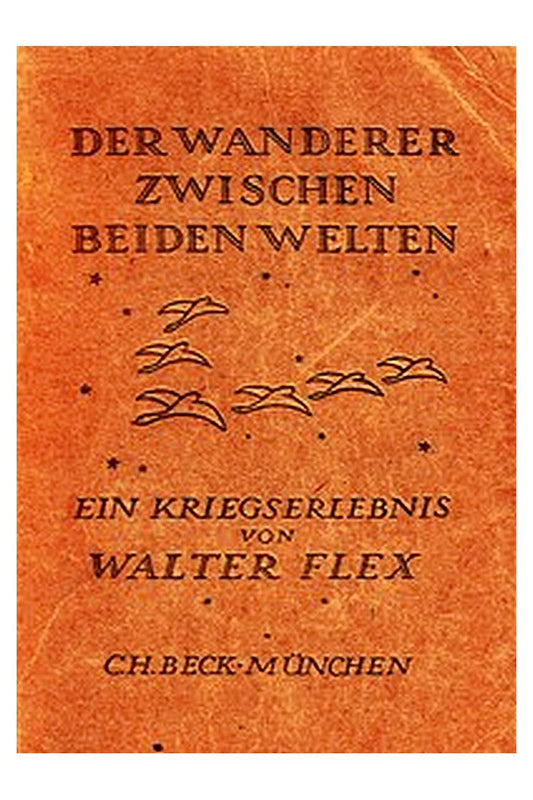 DER WANDERER
ZWISCHEN
BEIDEN WELTEN
EIN KRIEGSERLEBNIS
VON
WALTER FLEX
C.H.BECK·MÜNCHEN